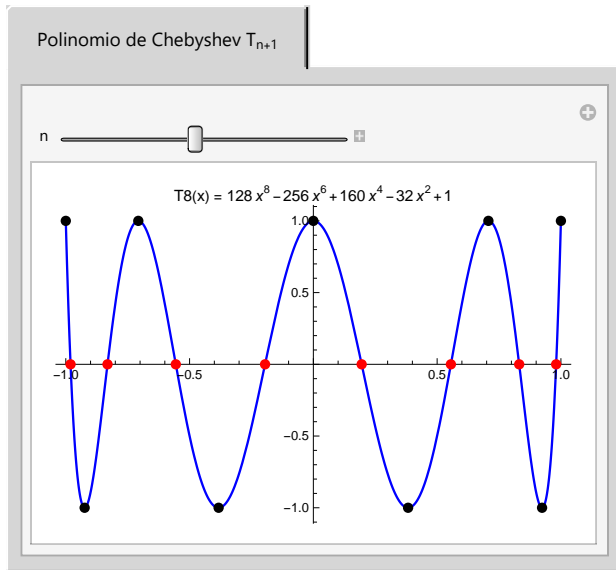 Polinomio de Chebyshev Tₙ₊₁
n
T8(x) = 128 x⁸ − 256 x⁶ + 160 x⁴ − 32 x² + 1
1.0
0.5
−1.0 −0.5 0.5 1.0
−0.5
−1.0